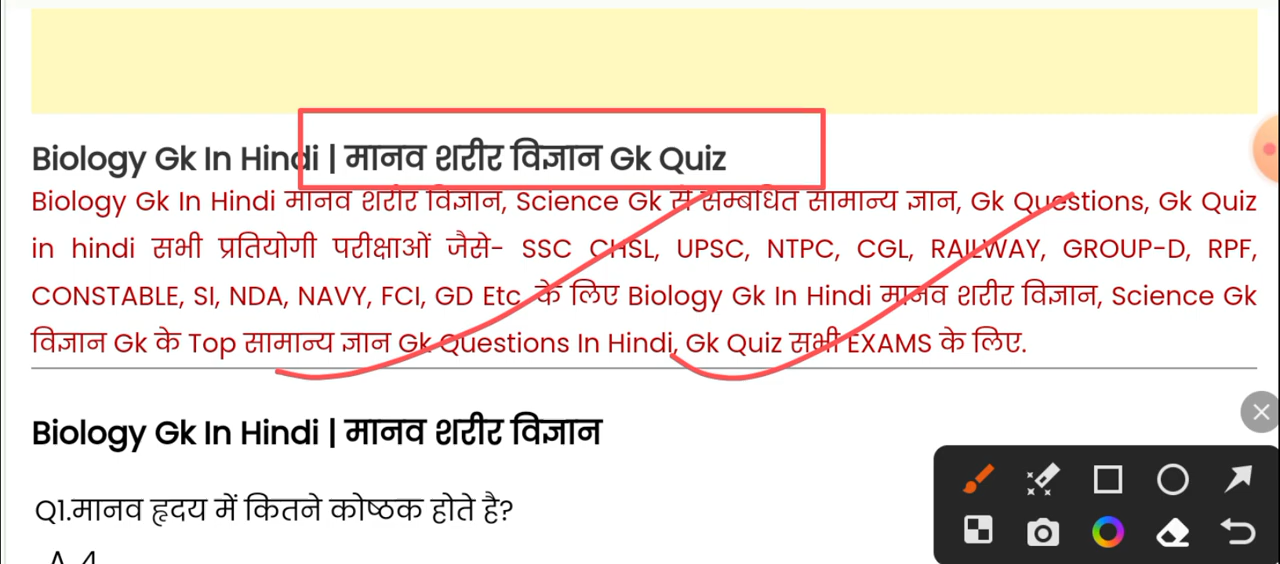 Biology Gk In Hindi | मानव शरीर विज्ञान Gk Quiz
Biology Gk In Hindi मानव शरीर विज्ञान, Science Gk से सम्बंधित सामान्य ज्ञान, Gk Questions, Gk Quiz
in hindi सभी प्रतियोगी परीक्षाओं जैसे- SSC CHSL, UPSC, NTPC, CGL, RAILWAY, GROUP-D, RPF,
CONSTABLE, SI, NDA, NAVY, FCI, GD Etc के लिए Biology Gk In Hindi मानव शरीर विज्ञान, Science Gk
विज्ञान Gk के Top सामान्य ज्ञान Gk Questions In Hindi, Gk Quiz सभी EXAMS के लिए.
Biology Gk In Hindi | मानव शरीर विज्ञान
Q1.मानव हृदय में कितने कोष्ठक होते है?
A. 4